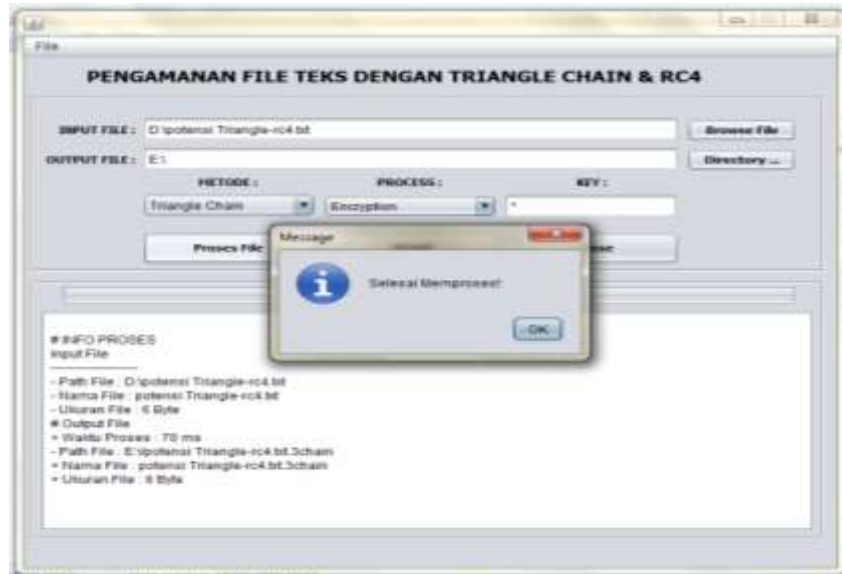 File
PENGAMANAN FILE TEKS DENGAN TRIANGLE CHAIN & RC4
INPUT FILE : D:\potensi Triangle-rc4.txt Browse File
OUTPUT FILE : E:\ Directory ...
METODE : PROCESS : KEY :
Triangle Chain Encryption *
Proses File
Message
Selesai Memproses!
OK
# INFO PROSES
Input File
- Path File : D:\potensi Triangle-rc4.txt
- Nama File : potensi Triangle-rc4.txt
- Ukuran File : 6 Byte
# Output File
+ Waktu Proses : 70 ms
- Path File : E:\potensi Triangle-rc4.txt.3chain
+ Nama File : potensi Triangle-rc4.txt.3chain
+ Ukuran File : 6 Byte